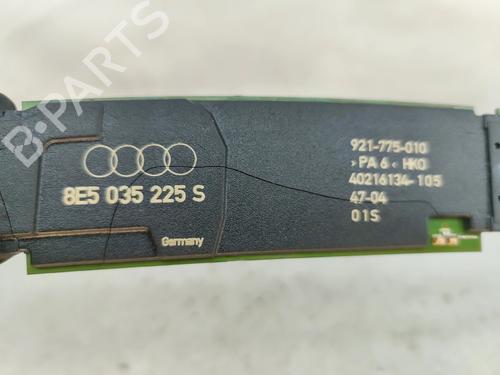 B-PARTS
8E5 035 225 S
Germany
921-775-010
>PA 6< HKO
40216134-105
47-04
01S